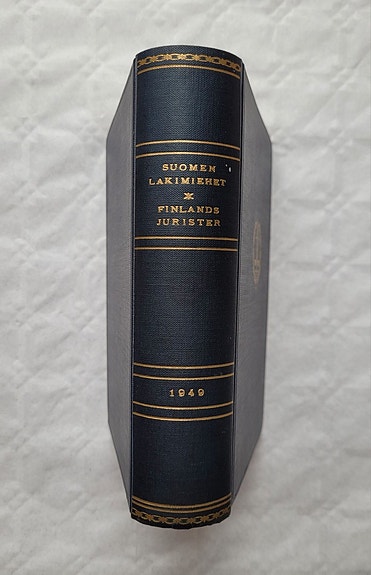 SUOMEN
LAKIMIEHET
FINLANDS
JURISTER
1949